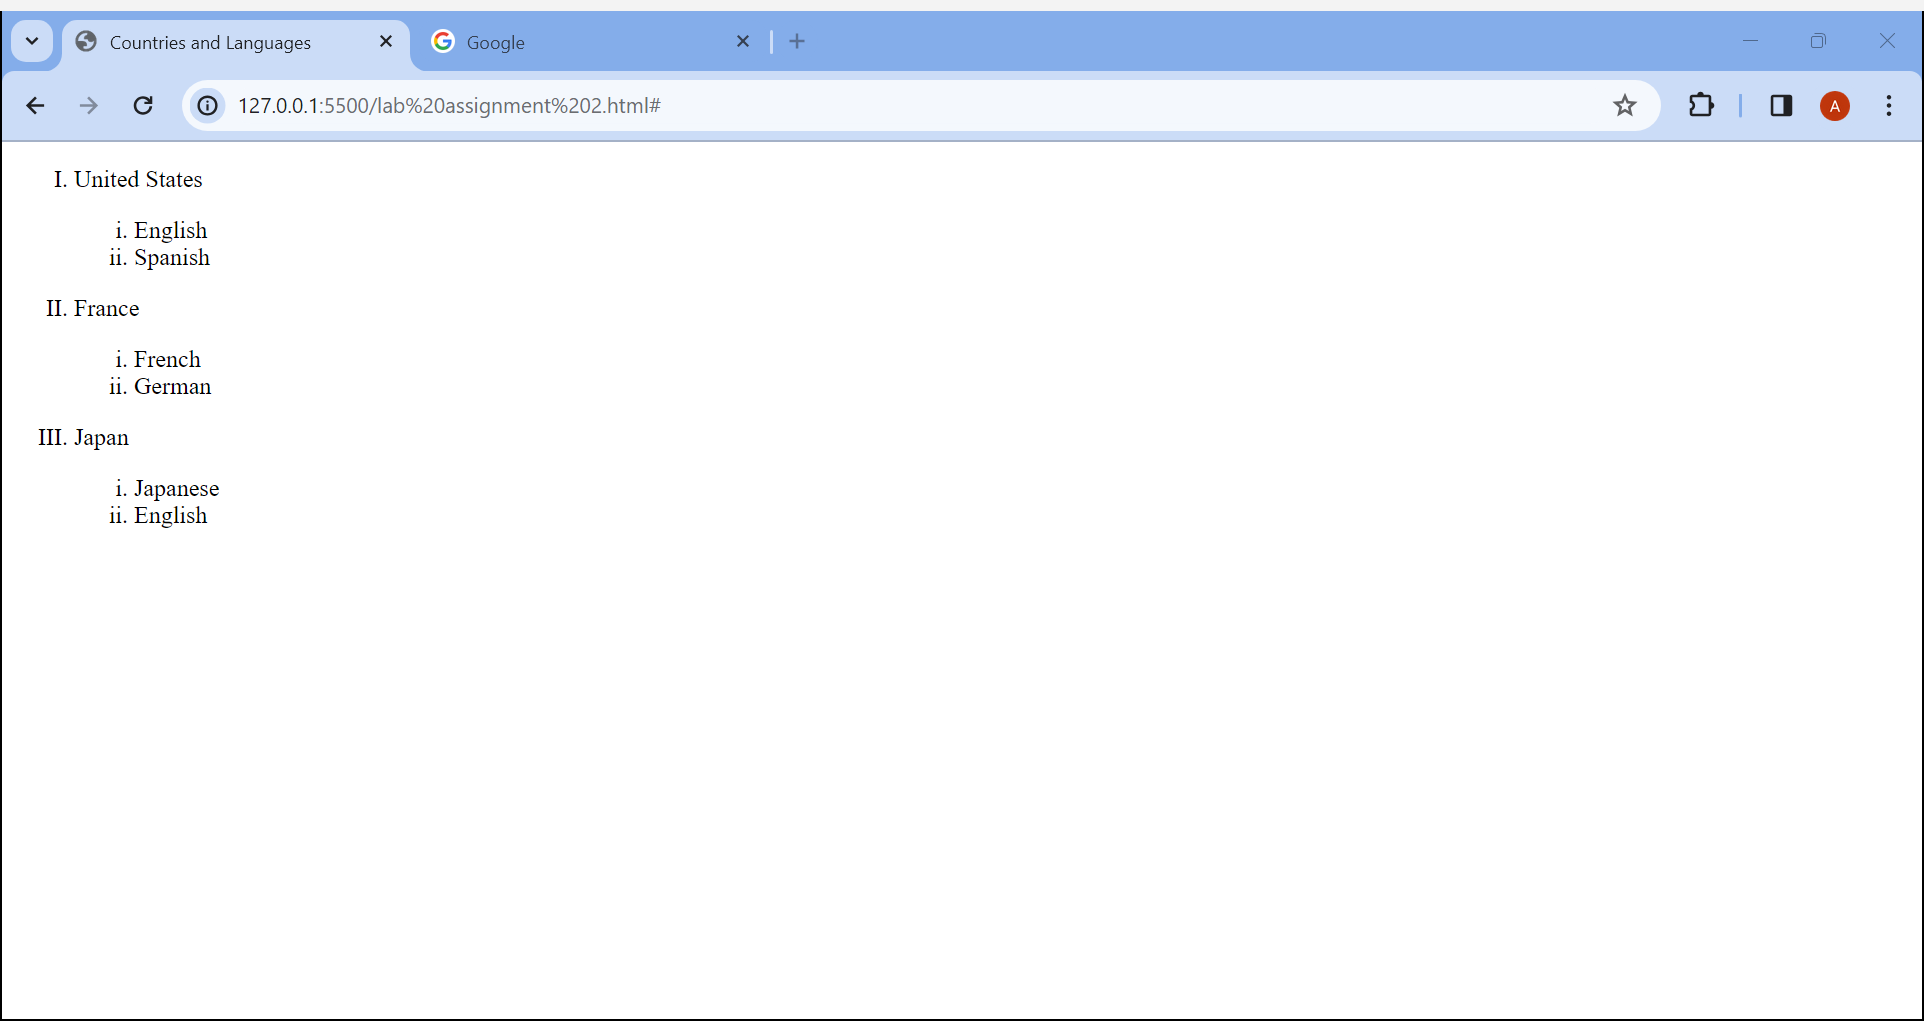 Countries and Languages
Google
127.0.0.1:5500/lab%20assignment%202.html#
A
I. United States
i. English
ii. Spanish
II. France
i. French
ii. German
III. Japan
i. Japanese
ii. English